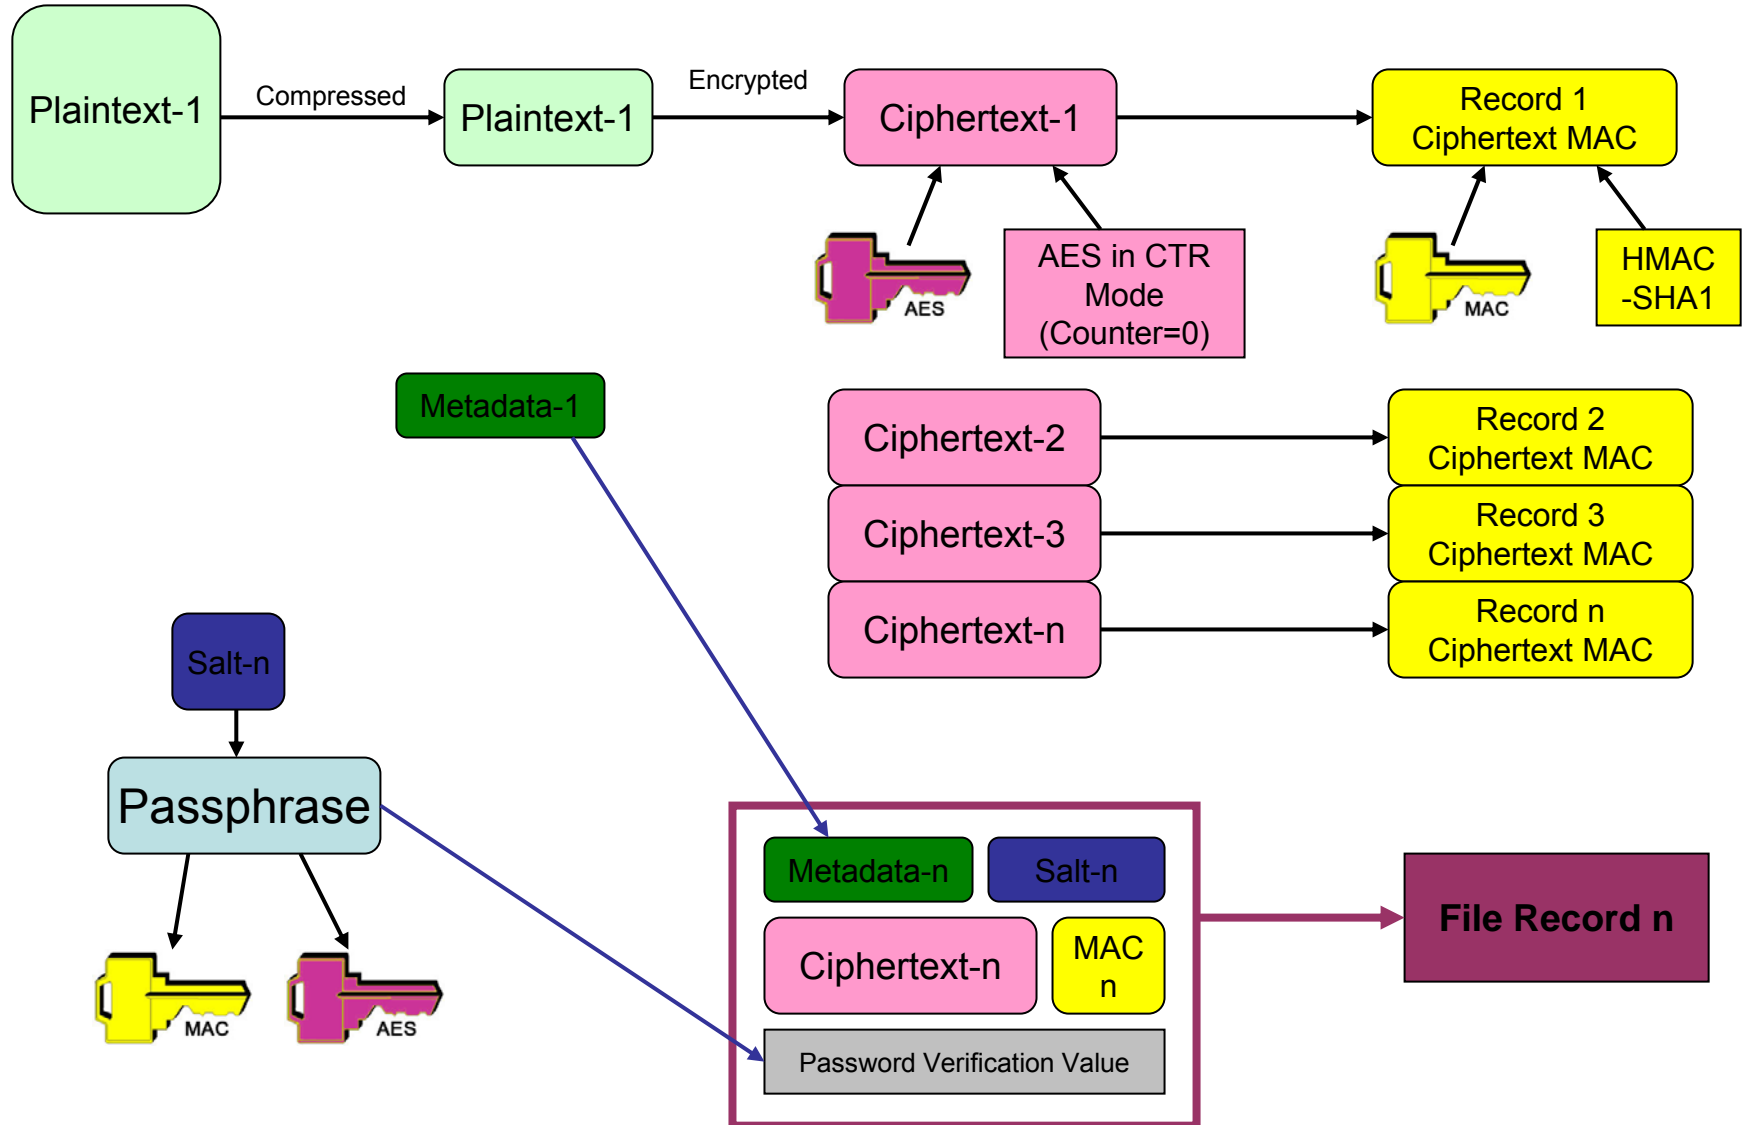 Plaintext-1
Compressed
Plaintext-1
Encrypted
Ciphertext-1
Record 1
Ciphertext MAC
AES
AES in CTR
Mode
(Counter=0)
MAC
HMAC
-SHA1
Metadata-1
Ciphertext-2
Record 2
Ciphertext MAC
Ciphertext-3
Record 3
Ciphertext MAC
Ciphertext-n
Record n
Ciphertext MAC
Salt-n
Passphrase
MAC
AES
Metadata-n
Salt-n
Ciphertext-n
MAC
n
Password Verification Value
File Record n